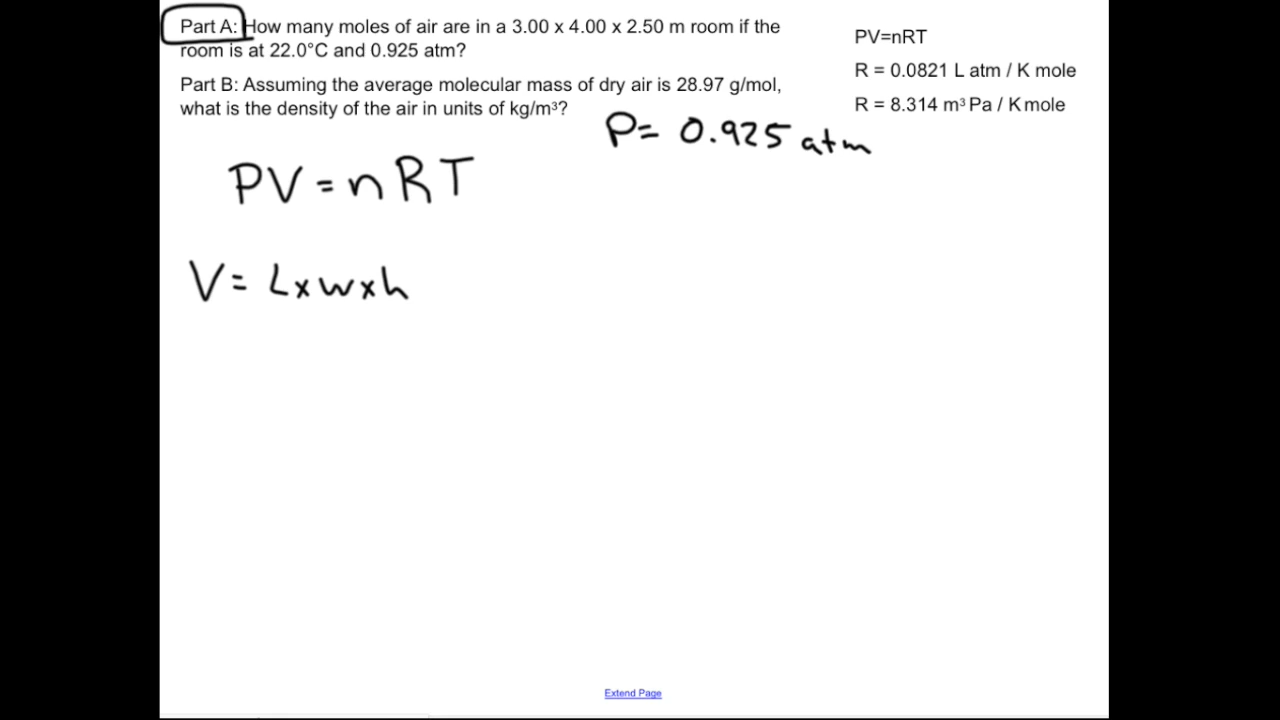 Part A: How many moles of air are in a 3.00 x 4.00 x 2.50 m room if the
room is at 22.0°C and 0.925 atm?
Part B: Assuming the average molecular mass of dry air is 28.97 g/mol,
what is the density of the air in units of kg/m³?
PV=nRT
R = 0.0821 L atm / K mole
R = 8.314 m³ Pa / K mole
P= 0.925 atm
PV = nRT
V= L x w x h
Extend Page